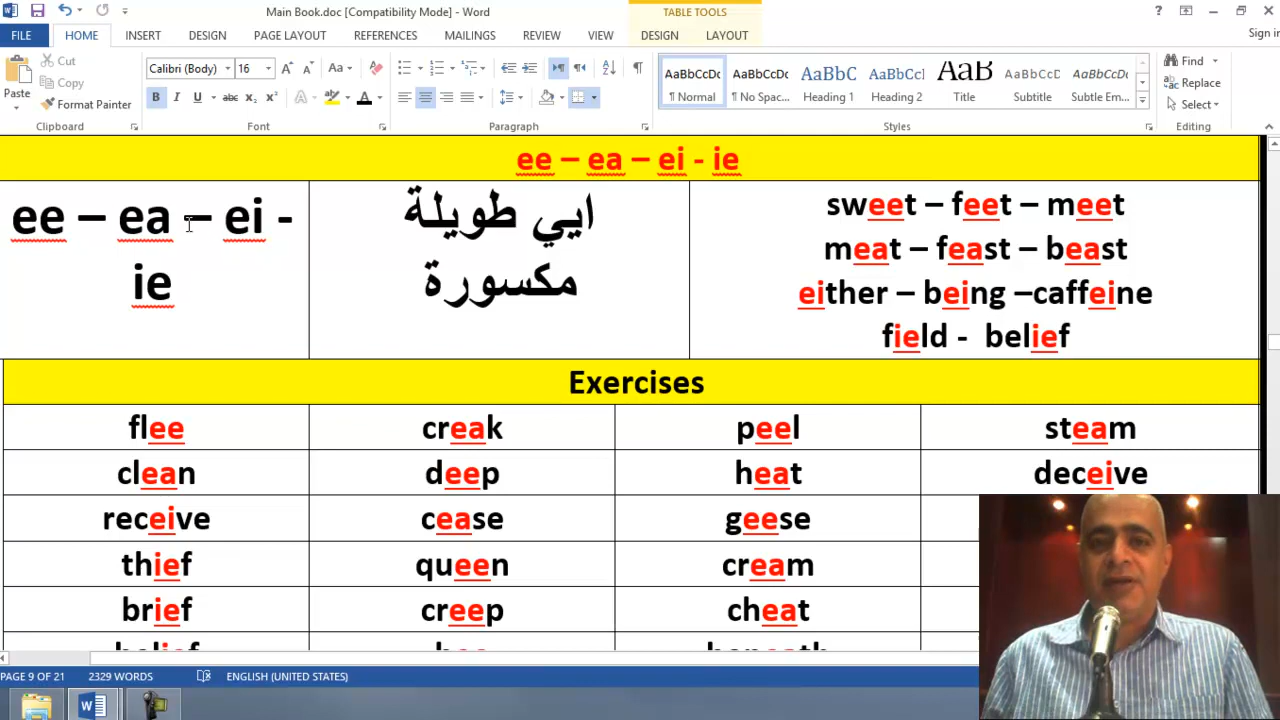 Main Book.doc [Compatibility Mode] - Word
TABLE TOOLS
?
FILE HOME INSERT DESIGN PAGE LAYOUT REFERENCES MAILINGS REVIEW VIEW DESIGN LAYOUT Sign in
Paste
Cut
Copy
Format Painter
Clipboard
Calibri (Body) 16
Font
Paragraph
AaBbCcDc AaBbCcDc AaBbC AaBbCc AaB AaBbCcD AaBbCcDc
¶ Normal ¶ No Spac... Heading 1 Heading 2 Title Subtitle Subtle Em...
Styles
Find
Replace
Select
Editing
ee – ea – ei - ie
ee – ea – ei -
ie
ايي طويلة
مكسورة
sweet – feet – meet
meat – feast – beast
either – being –caffeine
field - belief
Exercises
flee creak peel steam
clean deep heat deceive
receive cease geese
thief queen cream
brief creep cheat
belief beneath
PAGE 9 OF 21 2329 WORDS ENGLISH (UNITED STATES)